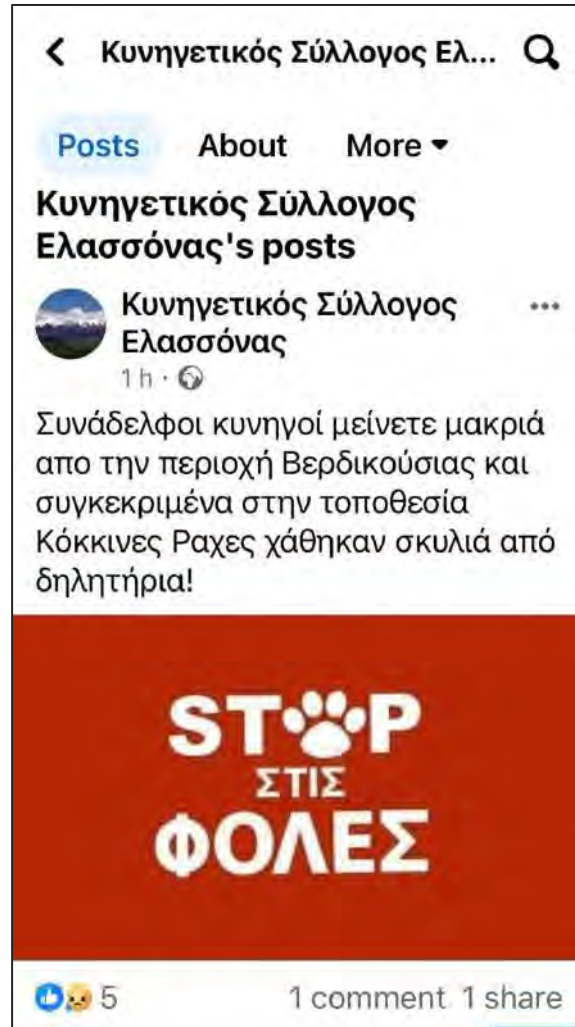 Κυνηγετικός Σύλλογος Ελ...
Posts About More
Κυνηγετικός Σύλλογος
Ελασσόνας's posts
Κυνηγετικός Σύλλογος
Ελασσόνας
1 h ·
Συνάδελφοι κυνηγοί μείνετε μακριά
απο την περιοχή Βερδικούσιας και
συγκεκριμένα στην τοποθεσία
Κόκκινες Ραχες χάθηκαν σκυλιά από
δηλητήρια!
STOP
ΣΤΙΣ
ΦΟΛΕΣ
5 1 comment 1 share